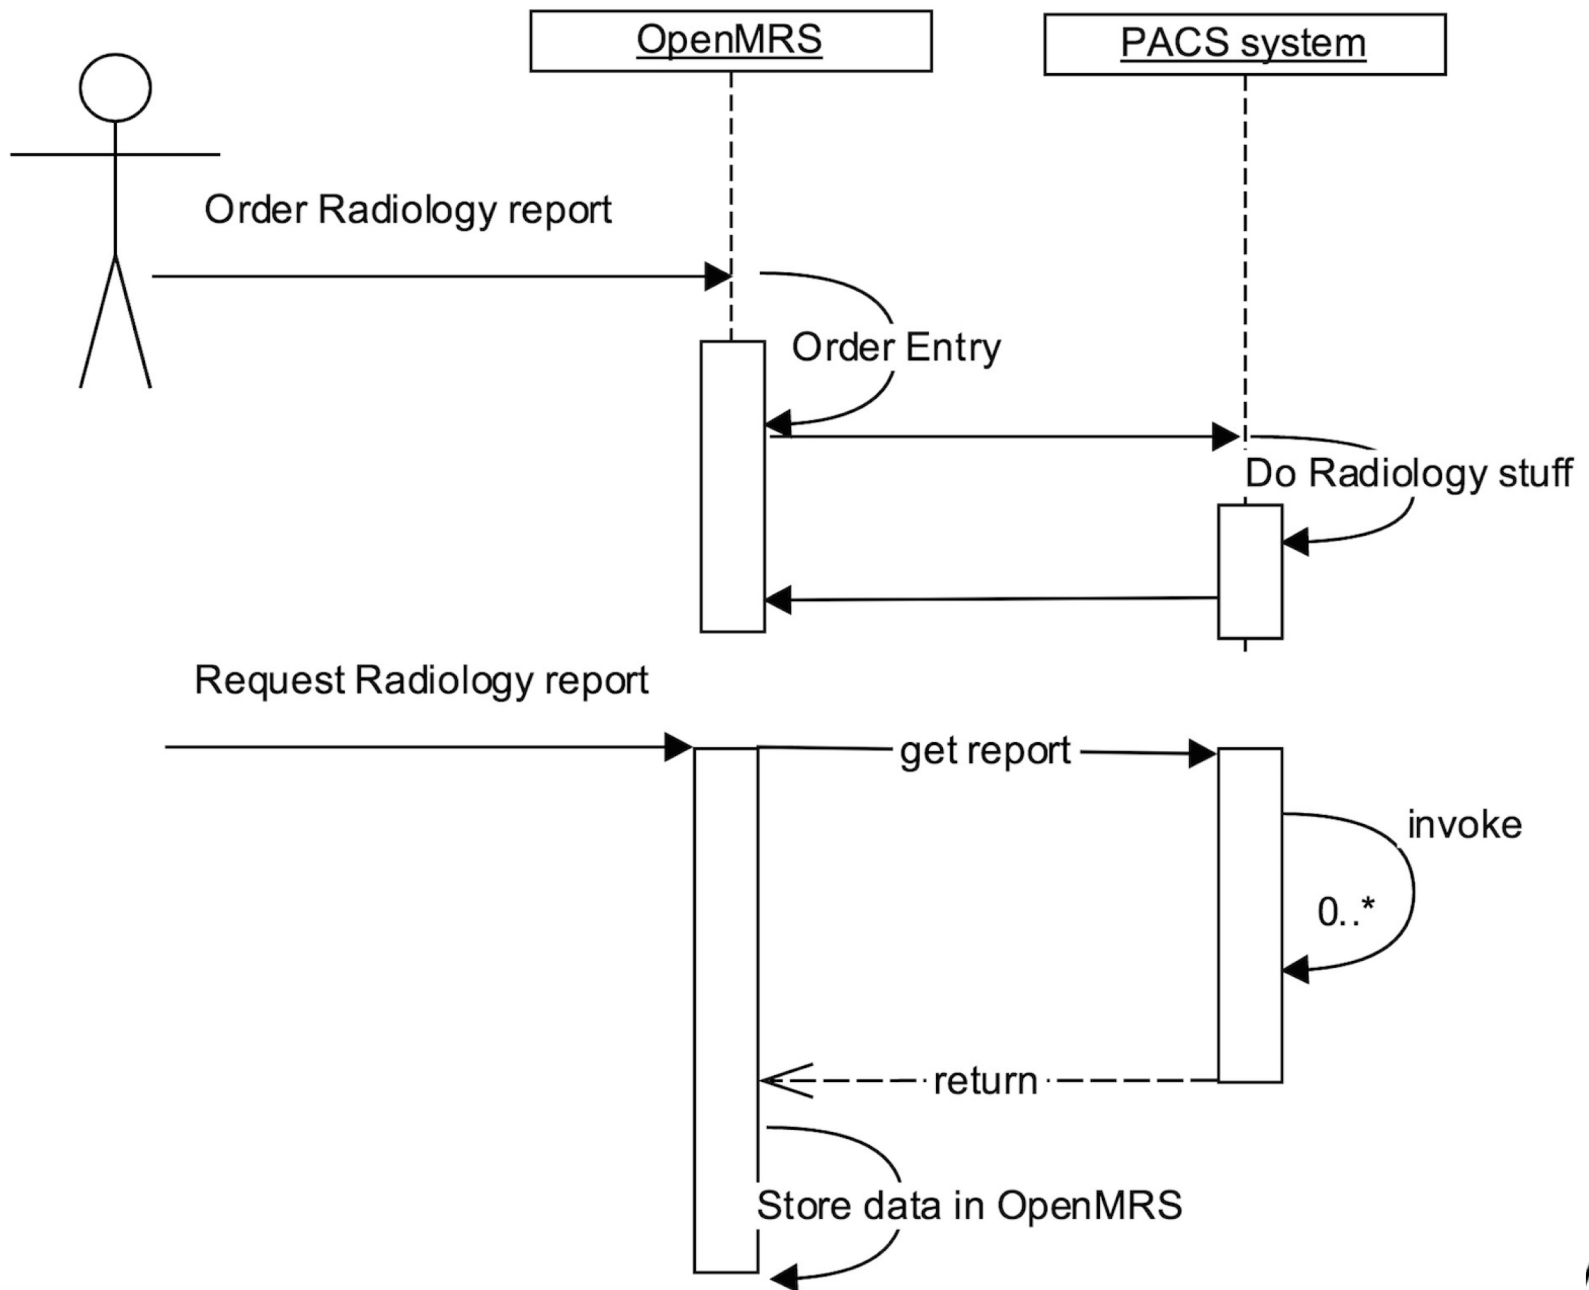 OpenMRS
PACS system
Order Radiology report
Order Entry
Do Radiology stuff
Request Radiology report
get report
invoke
0..*
return
Store data in OpenMRS